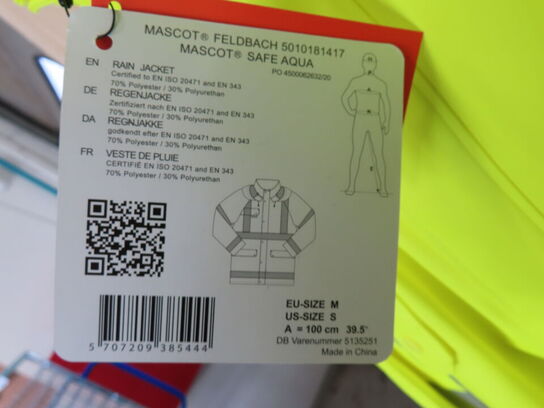 MASCOT® FELDBACH 5010181417
MASCOT® SAFE AQUA
PO 4500062632/20
EN RAIN JACKET
Certified to EN ISO 20471 and EN 343
70% Polyester / 30% Polyurethan
DE REGENJACKE
Zertifiziert nach EN ISO 20471 and EN 343
70% Polyester / 30% Polyurethan
DA REGNJAKKE
godkendt efter EN ISO 20471 and EN 343
70% Polyester / 30% Polyurethan
FR VESTE DE PLUIE
CERTIFIÉ EN ISO 20471 and EN 343
70% Polyester / 30% Polyurethan
EU-SIZE M
US-SIZE S
A = 100 cm 39.5"
DB Varenummer 5135251
Made in China
5 707209 385444